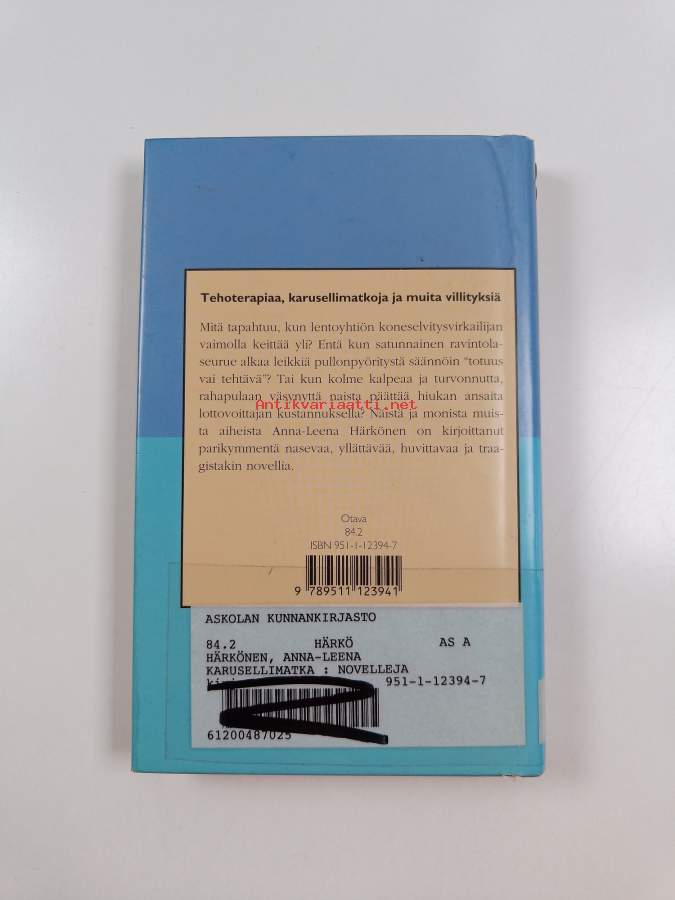 Tehoterapiaa, karusellimatkoja ja muita villityksiä
Mitä tapahtuu, kun lentoyhtiön koneselvitysvirkailijan
vaimolla keittää yli? Entä kun satunnainen ravintola-
seurue alkaa leikkiä pullonpyöritystä säännöin "totuus
vai tehtävä"? Tai kun kolme kalpeaa ja turvonnutta,
rahapulaan väsynyttä naista päättää hiukan ansaita
Antikvariaatti.net
lottovoittajan kustannuksella? Näistä ja monista muis-
ta aiheista Anna-Leena Härkönen on kirjoittanut
parikymmentä nasevaa, yllättävää, huvittavaa ja traa-
gistakin novellia.
Otava
84.2
ISBN 951-1-12394-7
9 789511 123941
ASKOLAN KUNNANKIRJASTO
84.2 HÄRKÖ AS A
HÄRKÖNEN, ANNA-LEENA
KARUSELLIMATKA : NOVELLEJA
951-1-12394-7
61200487025